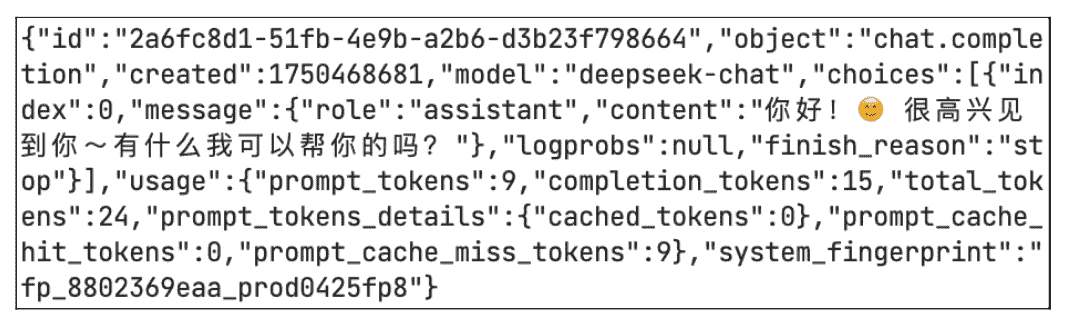 {"id":"2a6fc8d1-51fb-4e9b-a2b6-d3b23f798664","object":"chat.comple
tion","created":1750468681,"model":"deepseek-chat","choices":[{"in
dex":0,"message":{"role":"assistant","content":"你好！😊 很高兴见
到你～有什么我可以帮你的吗？"},"logprobs":null,"finish_reason":"st
op"}],"usage":{"prompt_tokens":9,"completion_tokens":15,"total_tok
ens":24,"prompt_tokens_details":{"cached_tokens":0},"prompt_cache_
hit_tokens":0,"prompt_cache_miss_tokens":9},"system_fingerprint":"
fp_8802369eaa_prod0425fp8"}